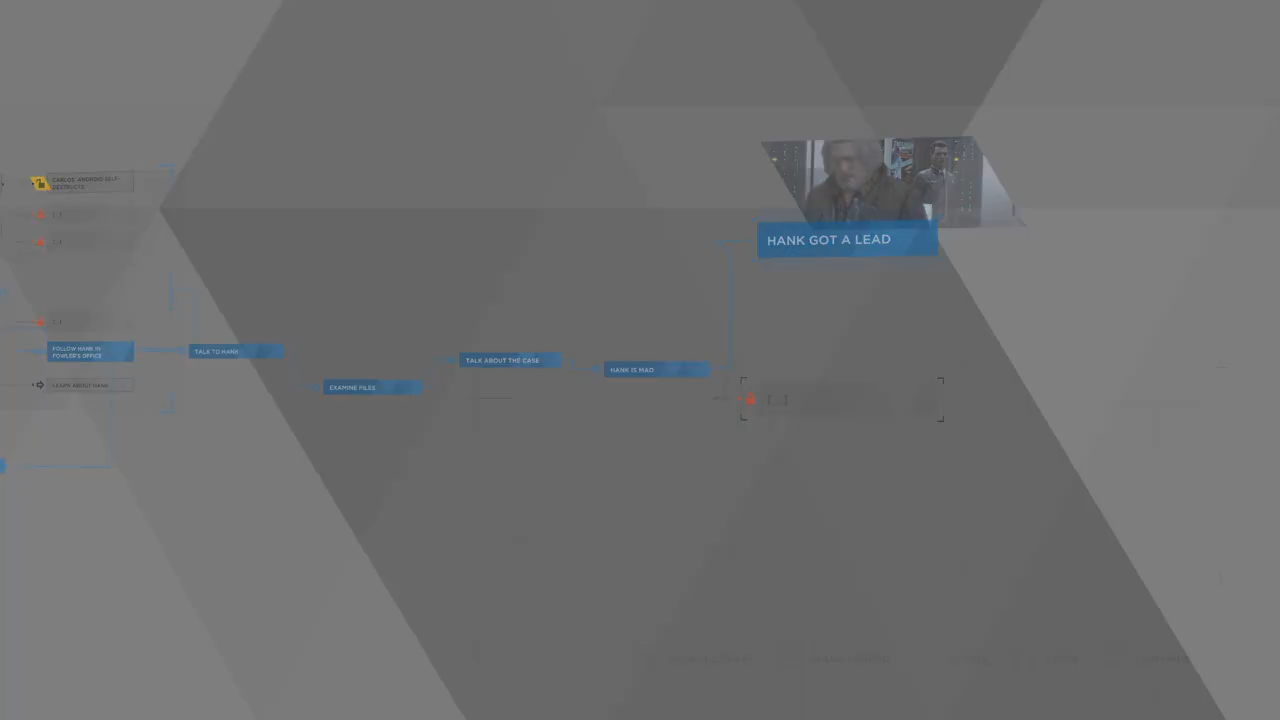 CARLOS' ANDROID SELF-
DESTRUCTS
HANK GOT A LEAD
FOLLOW HANK IN
FOWLER'S OFFICE
TALK TO HANK
TALK ABOUT THE CASE
HANK IS MAD
LEARN ABOUT HANK
EXAMINE FILES